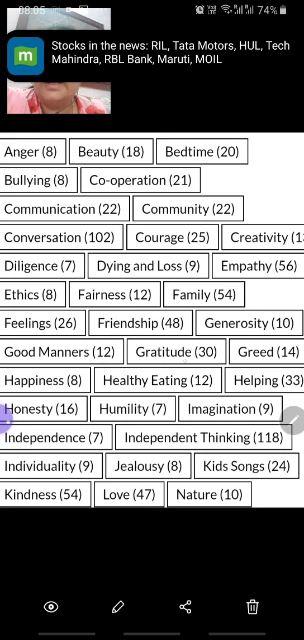 08:05
74%
Stocks in the news: RIL, Tata Motors, HUL, Tech
Mahindra, RBL Bank, Maruti, MOIL
m
Anger (8) Beauty (18) Bedtime (20)
Bullying (8) Co-operation (21)
Communication (22) Community (22)
Conversation (102) Courage (25) Creativity
Diligence (7) Dying and Loss (9) Empathy (56)
Ethics (8) Fairness (12) Family (54)
Feelings (26) Friendship (48) Generosity (10)
Good Manners (12) Gratitude (30) Greed (14)
Happiness (8) Healthy Eating (12) Helping (33)
Honesty (16) Humility (7) Imagination (9)
Independence (7) Independent Thinking (118)
Individuality (9) Jealousy (8) Kids Songs (24)
Kindness (54) Love (47) Nature (10)